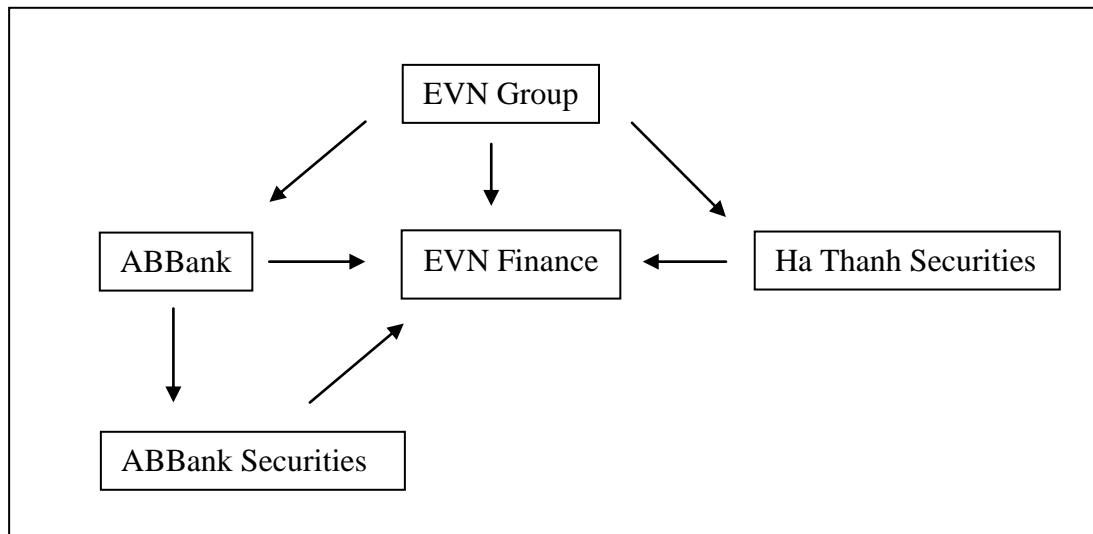 EVN Group
ABBank
EVN Finance
Ha Thanh Securities
ABBank Securities